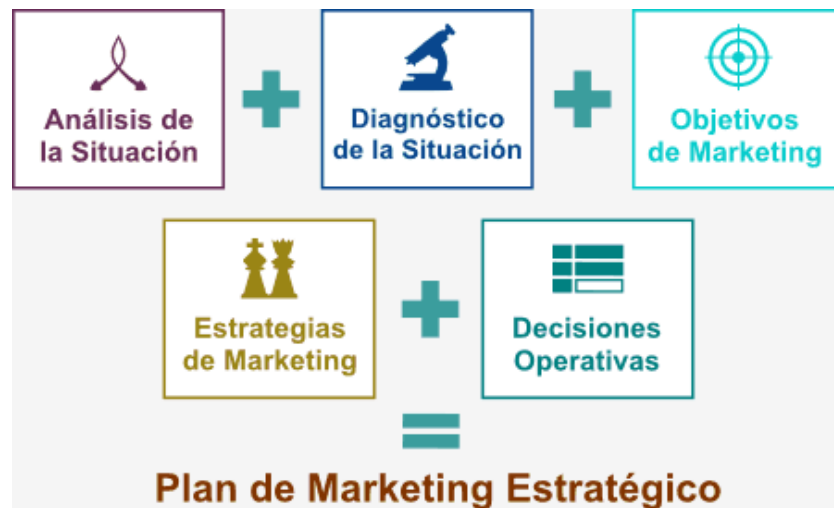 Análisis de
la Situación
Diagnóstico
de la Situación
Objetivos
de Marketing
Estrategias
de Marketing
Decisiones
Operativas
Plan de Marketing Estratégico